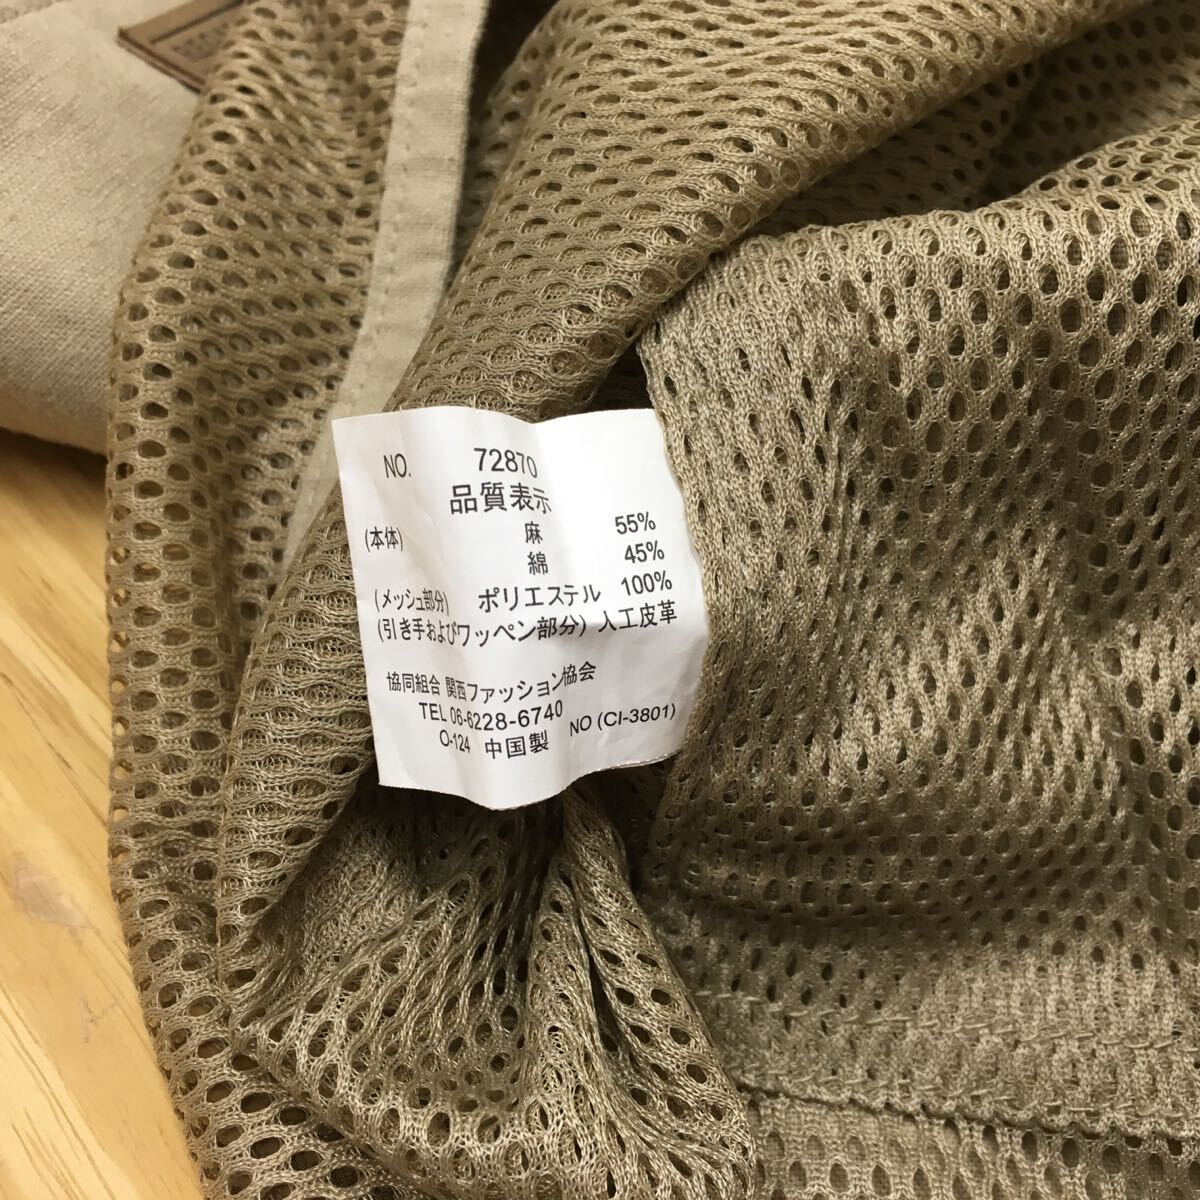 NO. 72870
品質表示
(本体) 麻 55%
綿 45%
(メッシュ部分) ポリエステル 100%
(引き手およびワッペン部分) 人工皮革
協同組合 関西ファッション協会
TEL 06-6228-6740
O-124 中国製 NO (CI-3801)